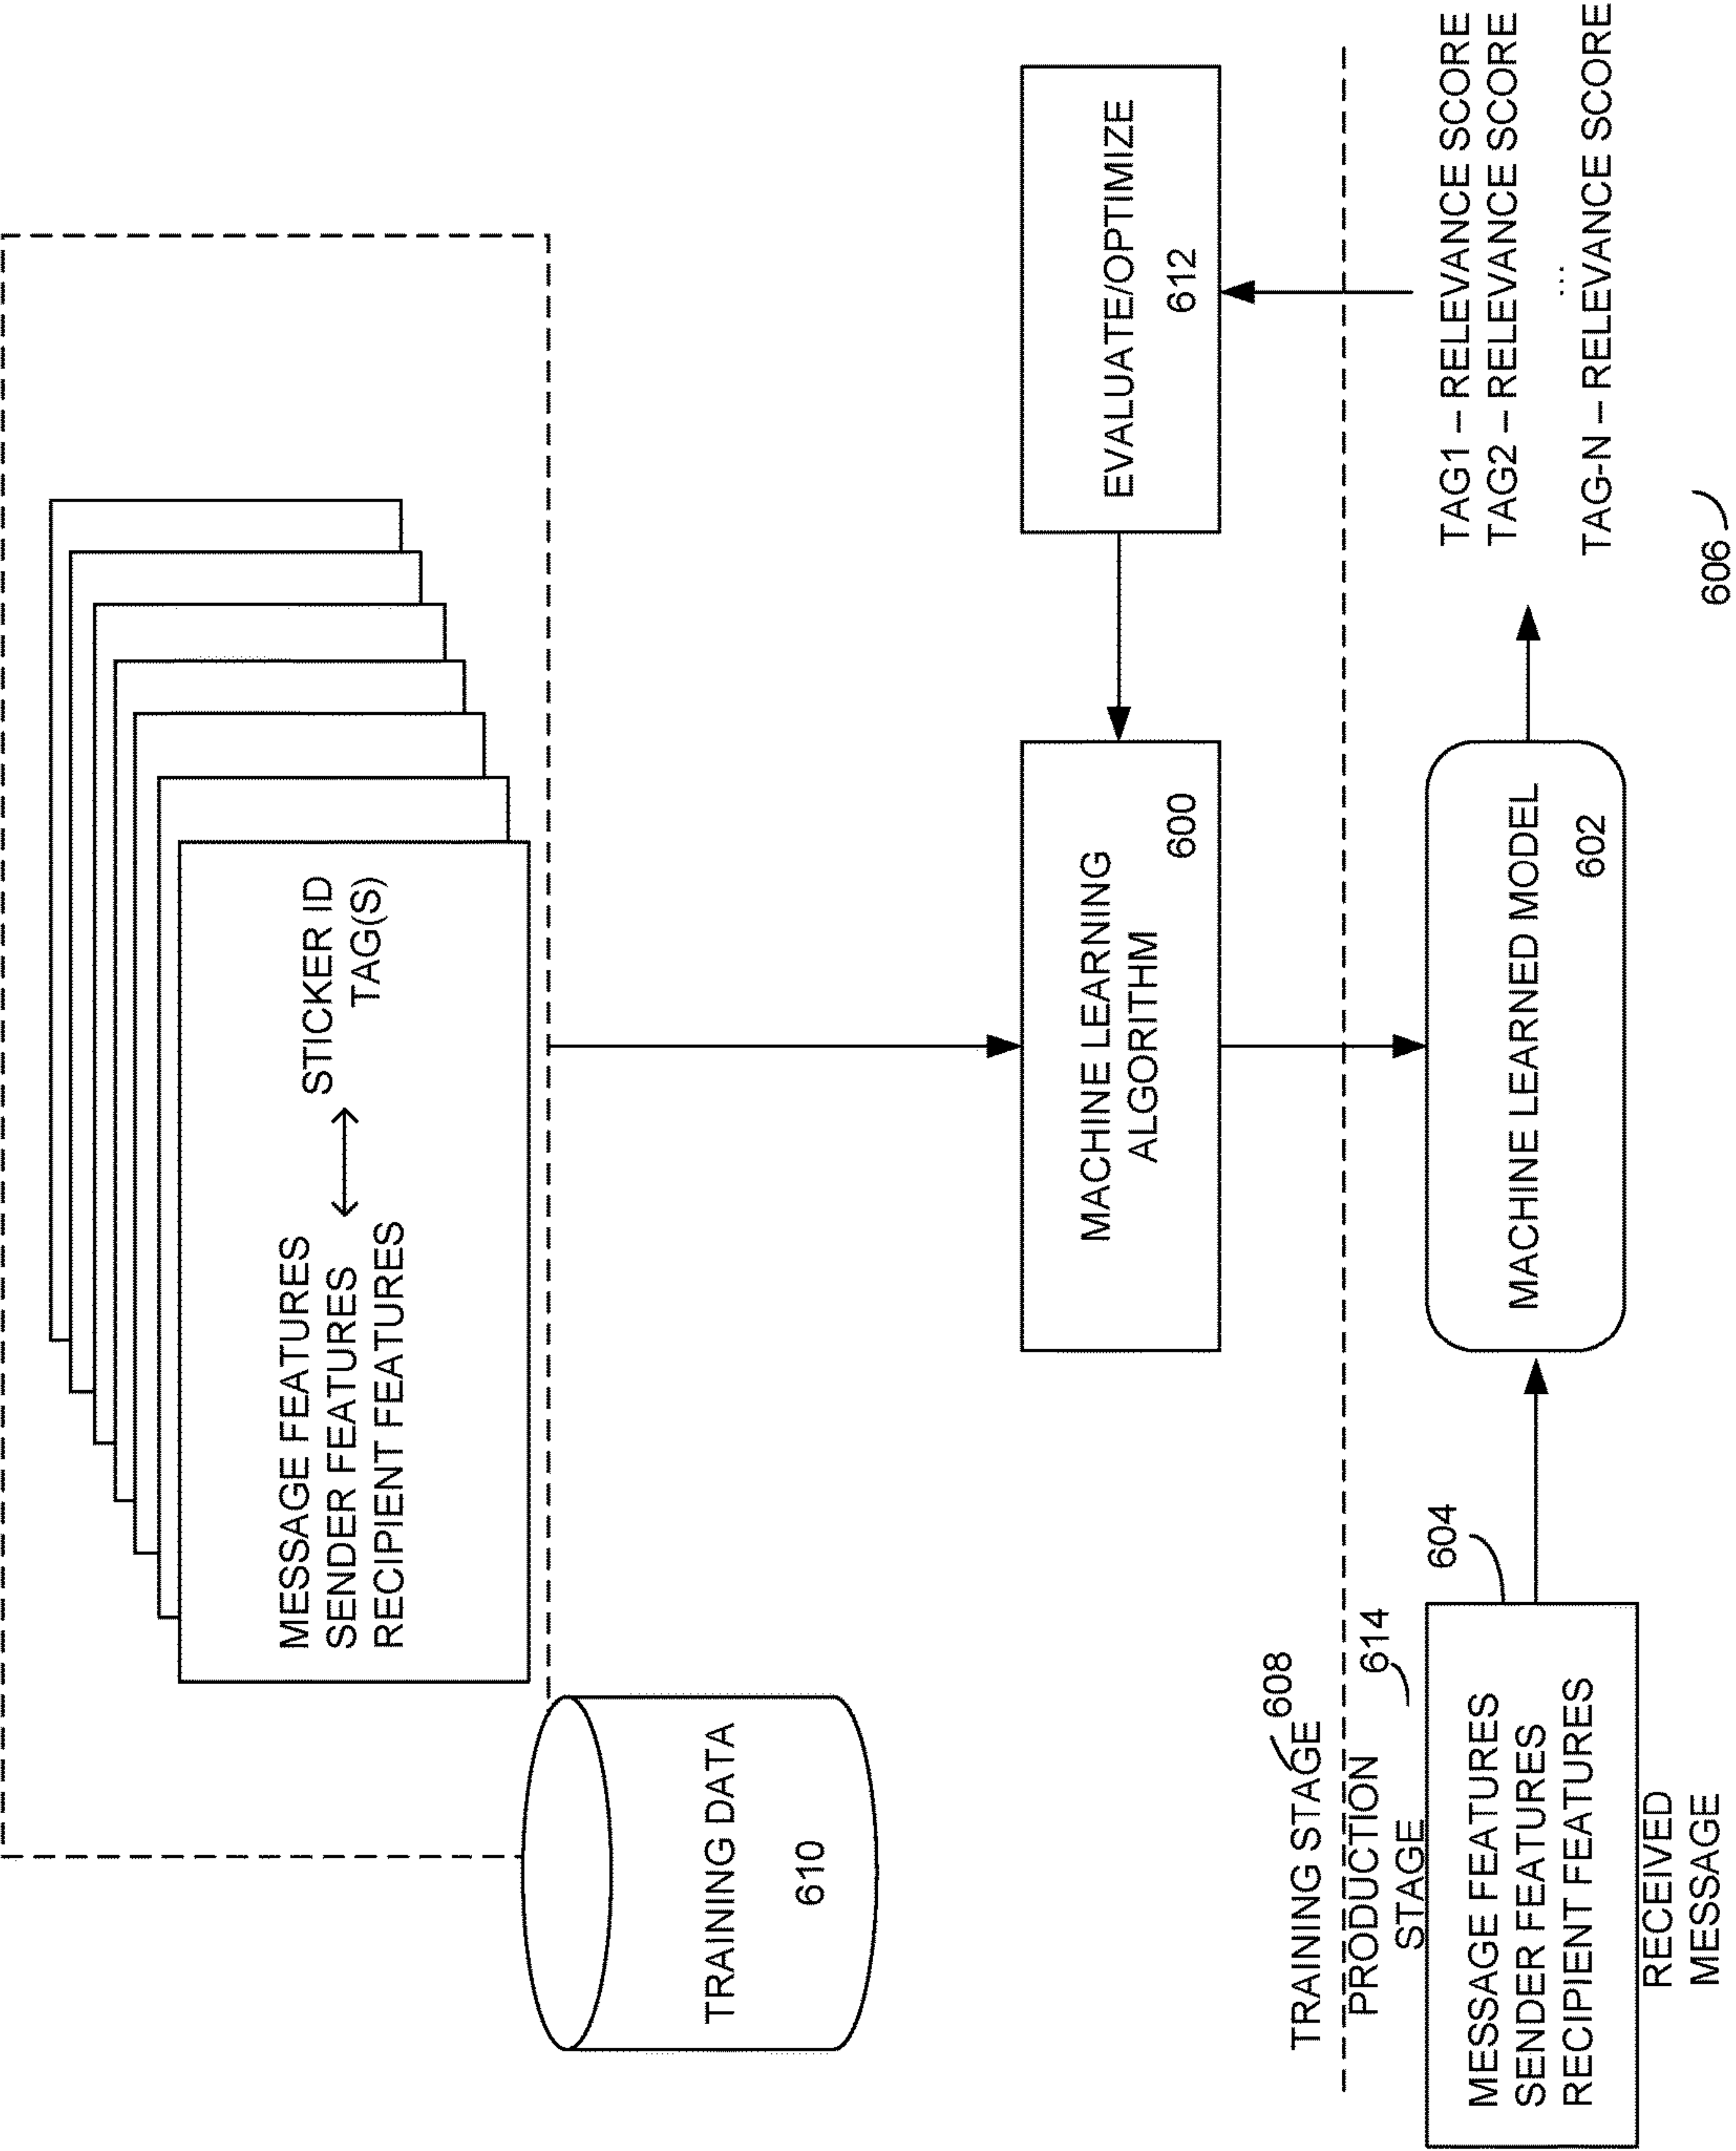 MESSAGE FEATURES
SENDER FEATURES
RECIPIENT FEATURES
STICKER ID
TAG(S)
TRAINING DATA
610
MACHINE LEARNING
ALGORITHM
600
EVALUATE/OPTIMIZE
612
TRAINING STAGE
608
PRODUCTION
STAGE
614
MESSAGE FEATURES
SENDER FEATURES
RECIPIENT FEATURES
604
RECEIVED
MESSAGE
MACHINE LEARNED MODEL
602
TAG1 – RELEVANCE SCORE
TAG2 – RELEVANCE SCORE
...
TAG-N – RELEVANCE SCORE
606